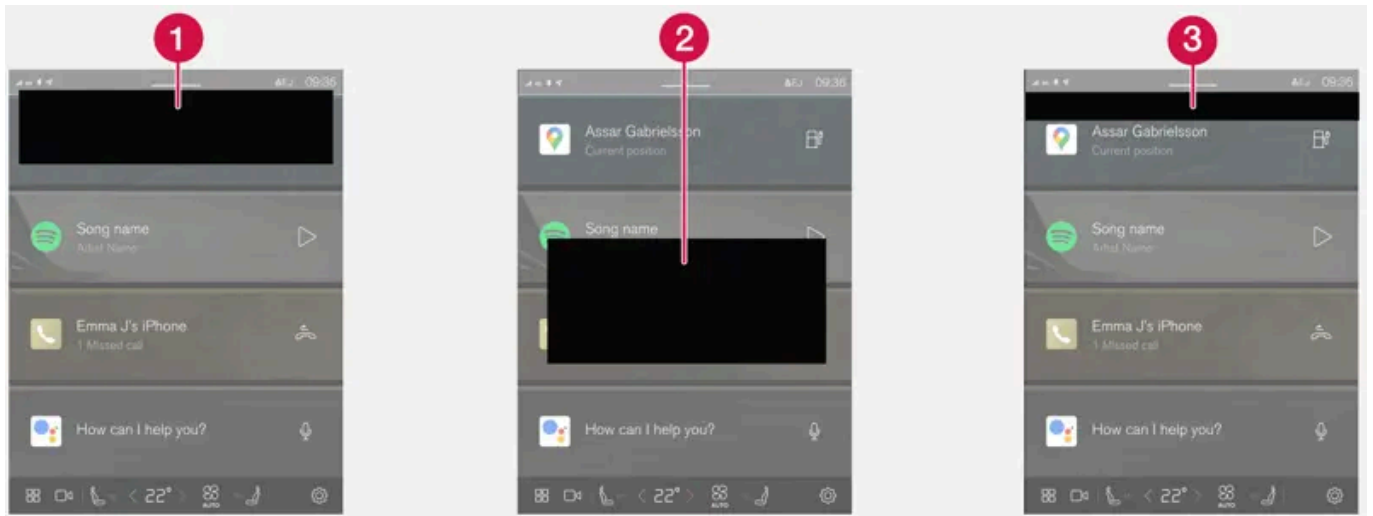 1
09:36
Song name
Artist Name
Emma J's iPhone
1 Missed call
How can I help you?
22°
AUTO
2
09:36
Assar Gabrielsson
Current position
Song name
How can I help you?
22°
AUTO
3
09:36
Assar Gabrielsson
Current position
Song name
Artist Name
Emma J's iPhone
1 Missed call
How can I help you?
22°
AUTO